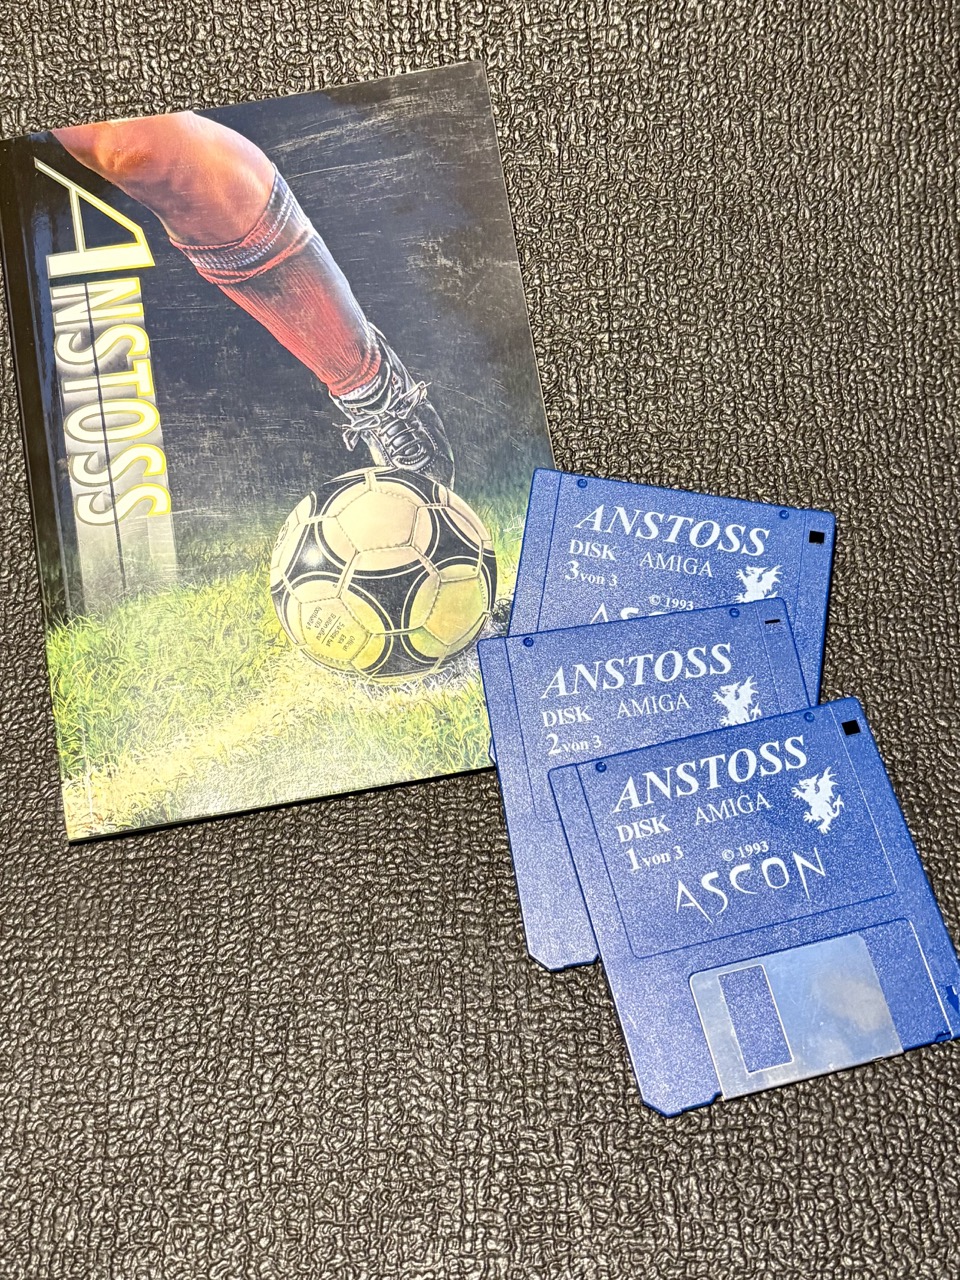 ANSTOSS
ANSTOSS
DISK AMIGA
3 von 3
© 1993
ANSTOSS
DISK AMIGA
2 von 3
ANSTOSS
DISK AMIGA
1 von 3
© 1993
ASCON